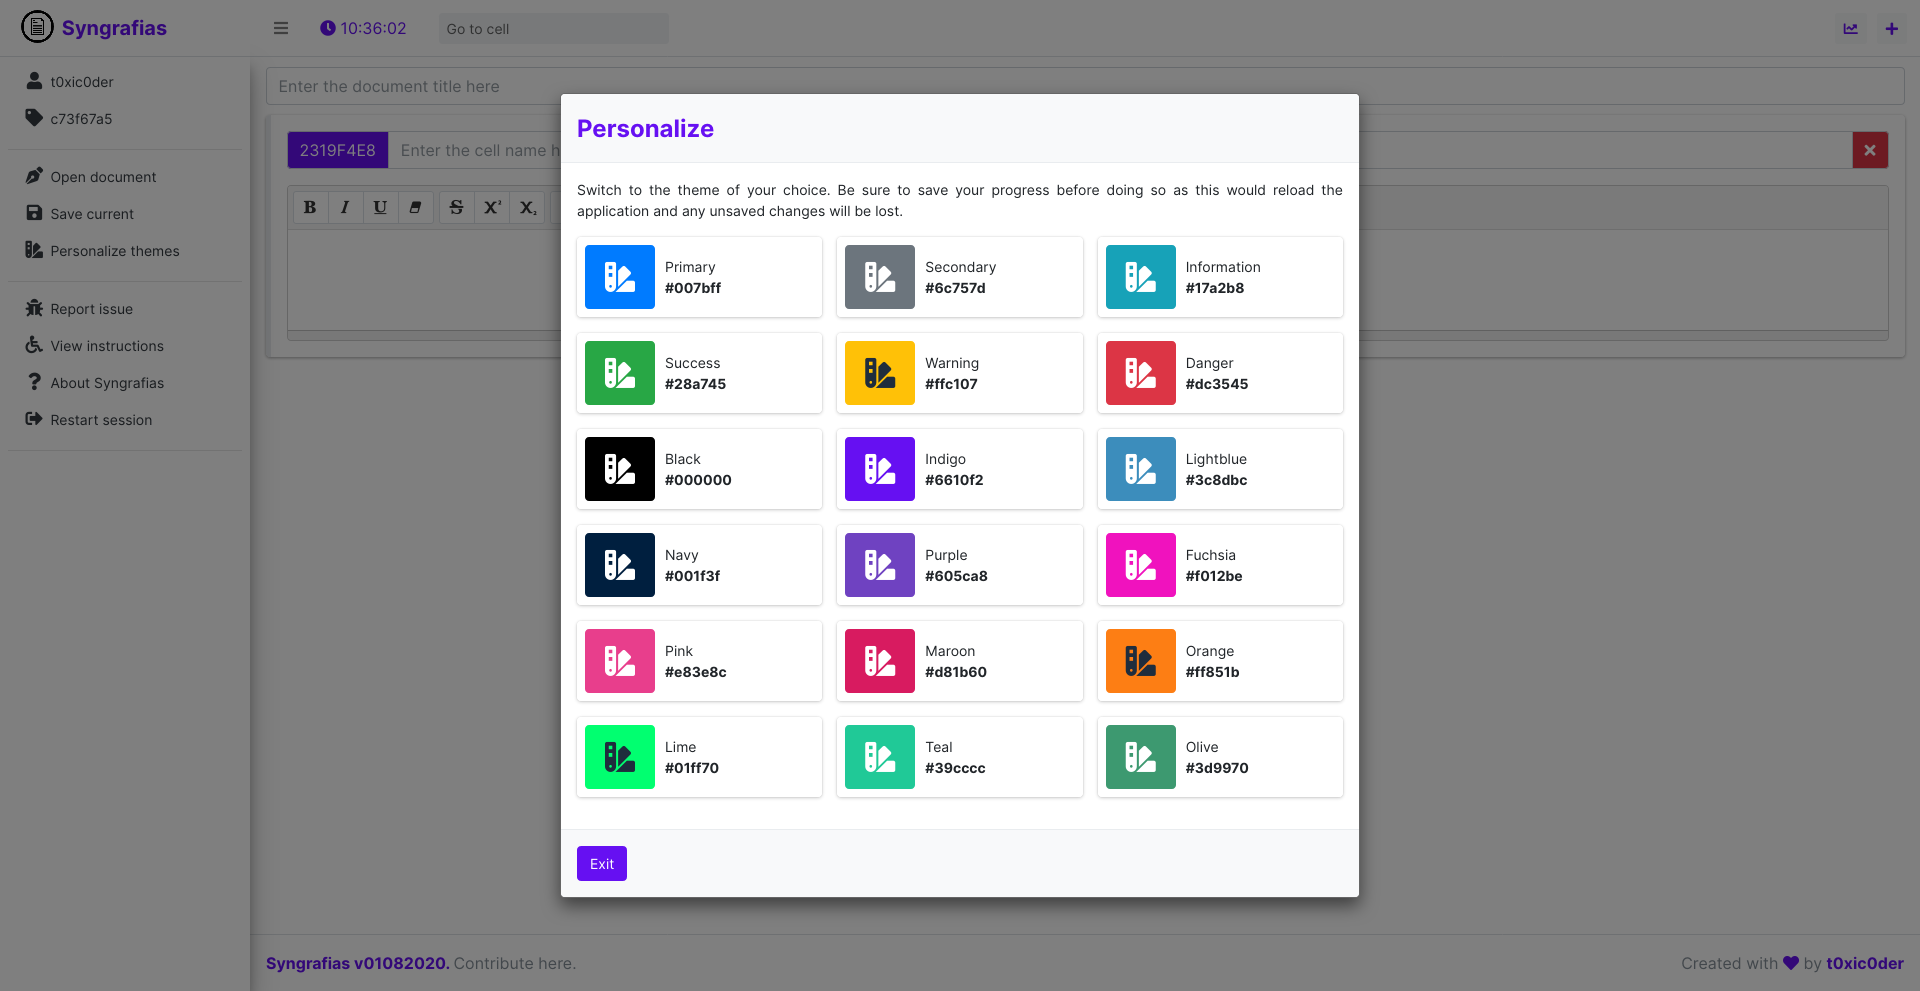 Syngrafias
10:36:02
Go to cell
t0xic0der
c73f67a5
Open document
Save current
Personalize themes
Report issue
View instructions
About Syngrafias
Restart session
Enter the document title here
2319F4E8
Enter the cell name h
B I U S X² X₂
Personalize
Switch to the theme of your choice. Be sure to save your progress before doing so as this would reload the
application and any unsaved changes will be lost.
Primary
#007bff
Secondary
#6c757d
Information
#17a2b8
Success
#28a745
Warning
#ffc107
Danger
#dc3545
Black
#000000
Indigo
#6610f2
Lightblue
#3c8dbc
Navy
#001f3f
Purple
#605ca8
Fuchsia
#f012be
Pink
#e83e8c
Maroon
#d81b60
Orange
#ff851b
Lime
#01ff70
Teal
#39cccc
Olive
#3d9970
Exit
Syngrafias v01082020. Contribute here.
Created with by t0xic0der